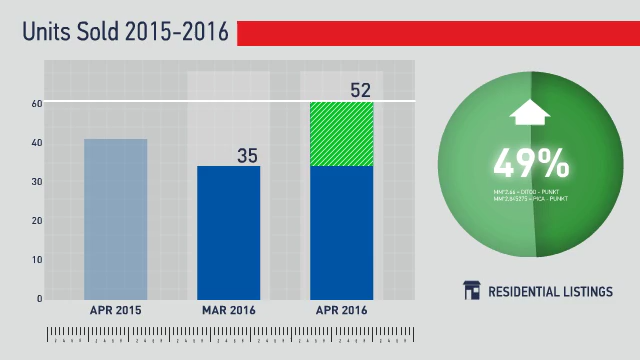 Units Sold 2015-2016
60
52
40
35
30
20
10
0
APR 2015
MAR 2016
APR 2016
49%
RESIDENTIAL LISTINGS